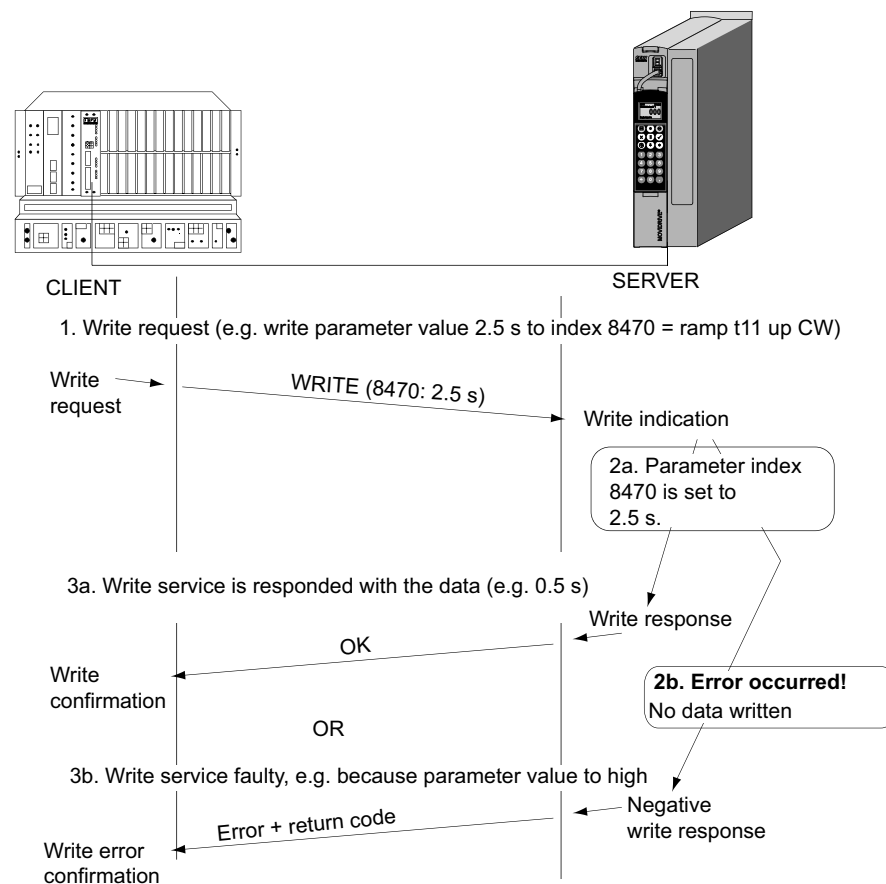 MOVIDRIVE®
CLIENT
SERVER
1. Write request (e.g. write parameter value 2.5 s to index 8470 = ramp t11 up CW)
Write
request
WRITE (8470: 2.5 s)
Write indication
2a. Parameter index
8470 is set to
2.5 s.
3a. Write service is responded with the data (e.g. 0.5 s)
Write response
OK
Write
confirmation
2b. Error occurred!
No data written
OR
3b. Write service faulty, e.g. because parameter value to high
Negative
write response
Error + return code
Write error
confirmation